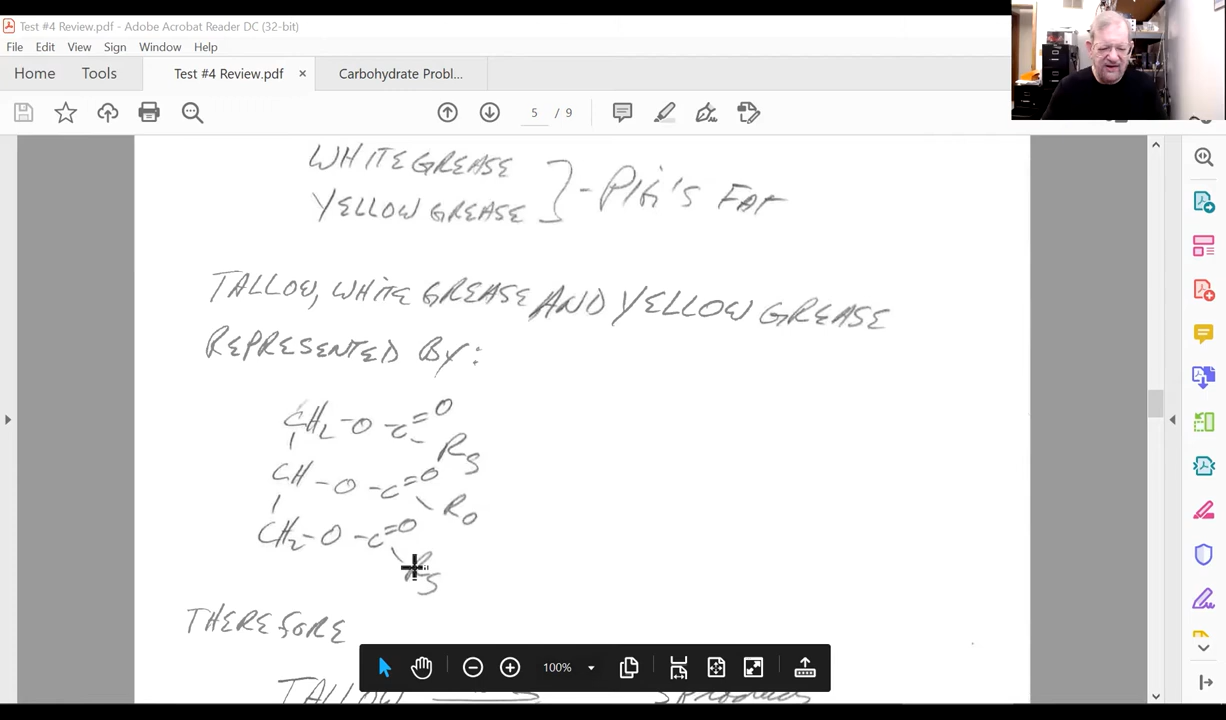 Test #4 Review.pdf - Adobe Acrobat Reader DC (32-bit)
File Edit View Sign Window Help
Home Tools Test #4 Review.pdf × Carbohydrate Probl...
5 / 9
WHITE GREASE
YELLOW GREASE } - PIG'S FAT
TALLOW, WHITE GREASE AND YELLOW GREASE
REPRESENTED BY:
CH2 - O - C = O
RS
CH - O - C = O
RO
CH2 - O - C = O
RS
THEREFORE
100%
TALLOW